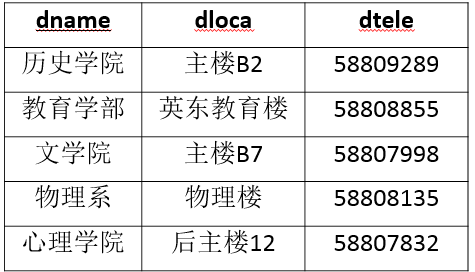 dname dloca dtele
历史学院 主楼B2 58809289
教育学部 英东教育楼 58808855
文学院 主楼B7 58807998
物理系 物理楼 58808135
心理学院 后主楼12 58807832